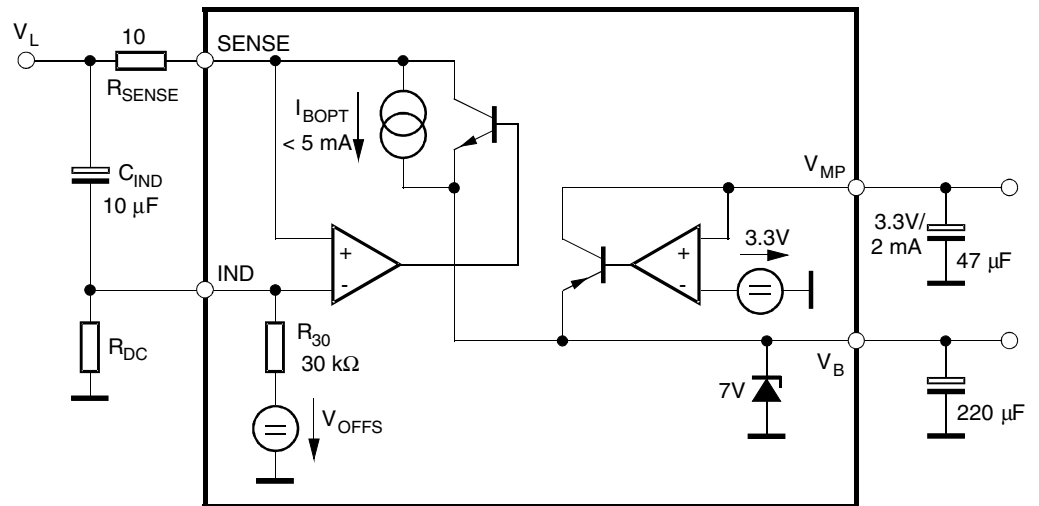 V_L
10
R_SENSE
SENSE
I_BOPT
< 5 mA
C_IND
10 µF
V_MP
3.3V/
2 mA
47 µF
+
-
3.3V
+
-
IND
R_DC
R_30
30 kΩ
V_OFFS
7V
V_B
220 µF